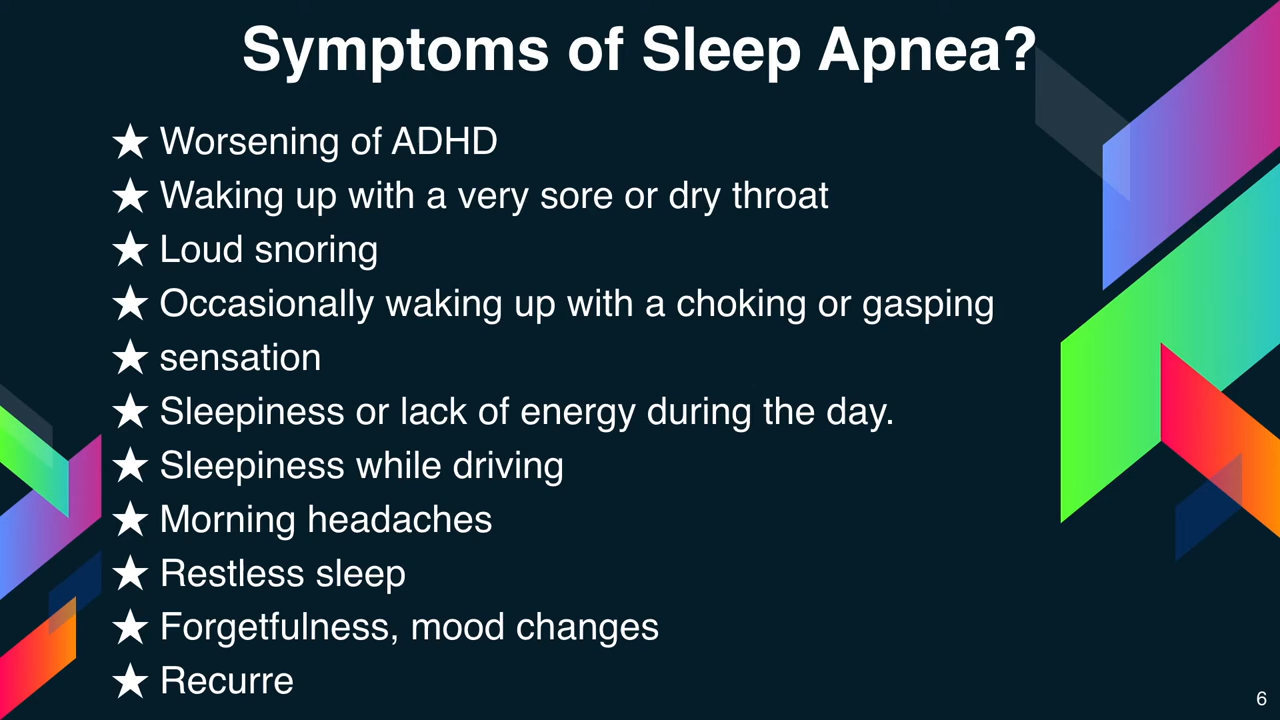 Symptoms of Sleep Apnea?
★ Worsening of ADHD
★ Waking up with a very sore or dry throat
★ Loud snoring
★ Occasionally waking up with a choking or gasping
★ sensation
★ Sleepiness or lack of energy during the day.
★ Sleepiness while driving
★ Morning headaches
★ Restless sleep
★ Forgetfulness, mood changes
★ Recurre
6